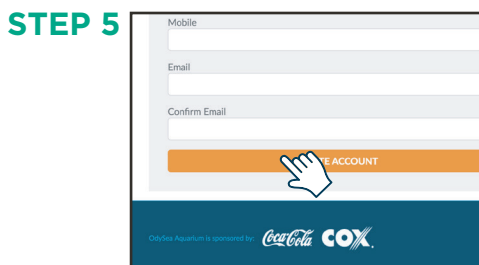 STEP 5
Mobile
Email
Confirm Email
TE ACCOUNT
OdySea Aquarium is sponsored by: Coca-Cola COX